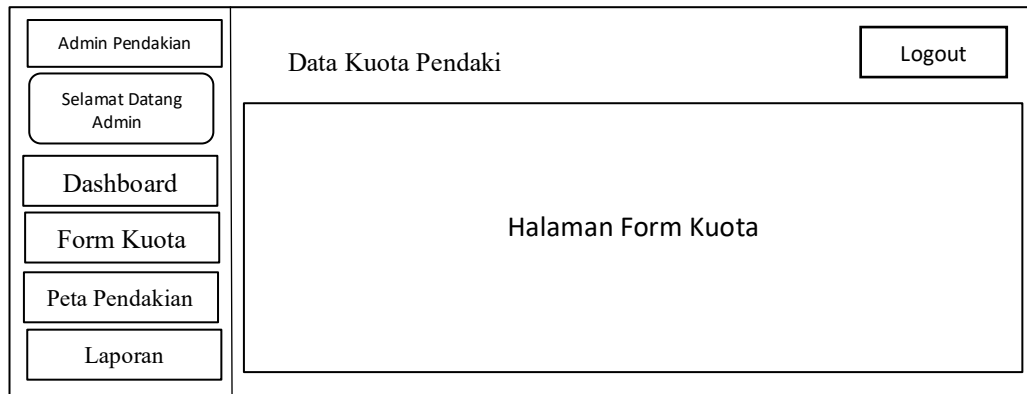 Admin Pendakian
Selamat Datang
Admin
Dashboard
Form Kuota
Peta Pendakian
Laporan
Data Kuota Pendaki
Logout
Halaman Form Kuota